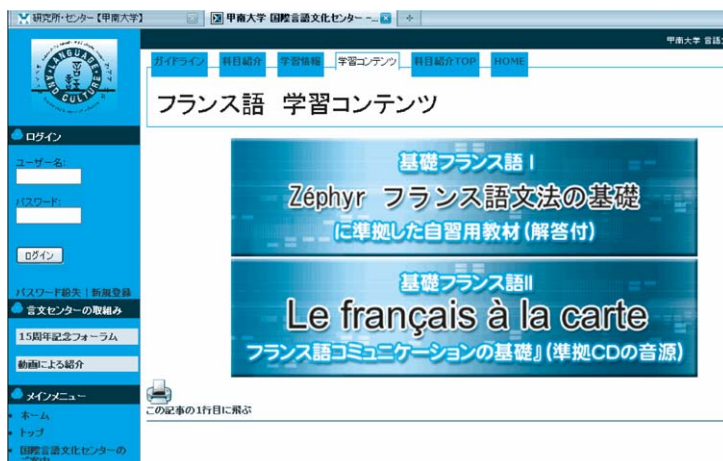 研究所・センター【甲南大学】
甲南大学 国際言語文化センター -...
甲南大学 言語文
LANGUAGE AND CULTURE
ガイドライン 科目紹介 学習情報 学習コンテンツ 科目紹介TOP HOME
フランス語 学習コンテンツ
ログイン
ユーザー名:
パスワード:
ログイン
パスワード紛失 | 新規登録
言文センターの取組み
15周年記念フォーラム
動画による紹介
メインメニュー
ホーム
トップ
国際言語文化センターの
ご案内
基礎フランス語 I
Zéphyr フランス語文法の基礎
に準拠した自習用教材(解答付)
基礎フランス語II
Le français à la carte
フランス語コミュニケーションの基礎』(準拠CDの音源)
この記事の1行目に飛ぶ